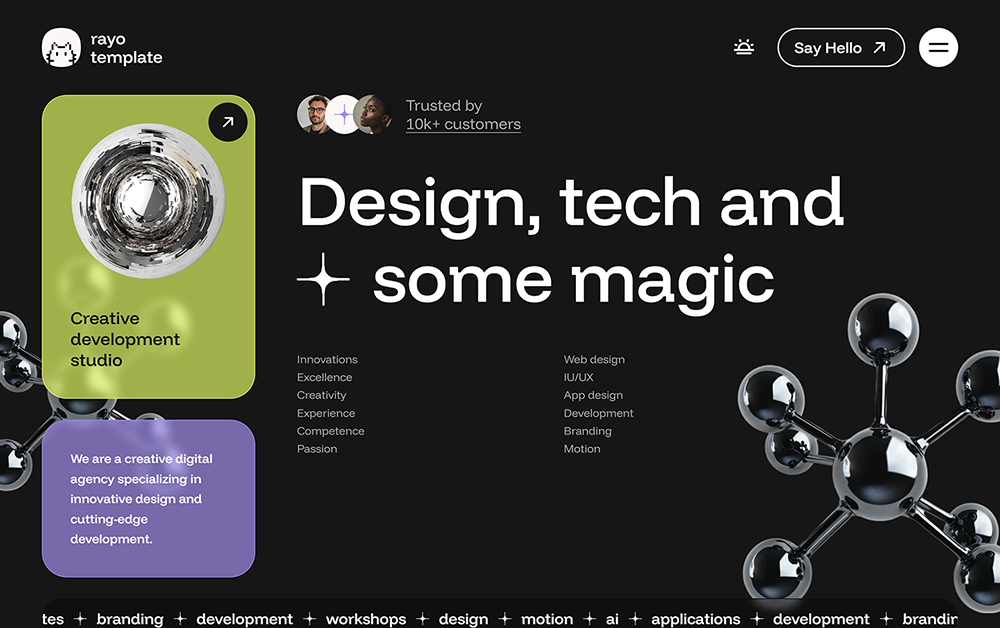 rayo
template
Say Hello
Trusted by
10k+ customers
Design, tech and
some magic
Creative
development
studio
We are a creative digital
agency specializing in
innovative design and
cutting-edge
development.
Innovations
Excellence
Creativity
Experience
Competence
Passion
Web design
IU/UX
App design
Development
Branding
Motion
tes branding development workshops design motion ai applications development brandin